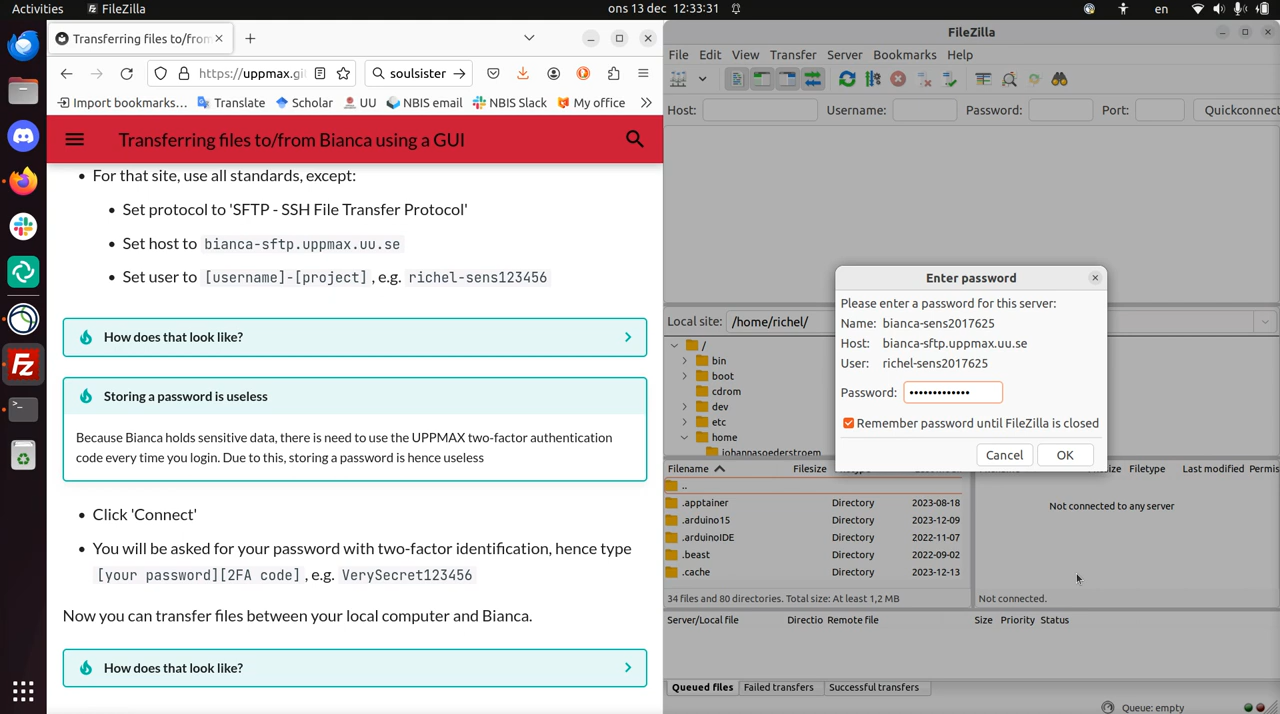 Activities
FileZilla
ons 13 dec 12:33:31
en
Transferring files to/from
https://uppmax.gi
soulsister
Import bookmarks...
Translate
Scholar
UU
NBIS email
NBIS Slack
My office
Transferring files to/from Bianca using a GUI
For that site, use all standards, except:
Set protocol to 'SFTP - SSH File Transfer Protocol'
Set host to bianca-sftp.uppmax.uu.se
Set user to [username]-[project], e.g. richel-sens123456
How does that look like?
Storing a password is useless
Because Bianca holds sensitive data, there is need to use the UPPMAX two-factor authentication
code every time you login. Due to this, storing a password is hence useless
Click 'Connect'
You will be asked for your password with two-factor identification, hence type
[your password][2FA code], e.g. VerySecret123456
Now you can transfer files between your local computer and Bianca.
How does that look like?
FileZilla
File Edit View Transfer Server Bookmarks Help
Host: Username: Password: Port: Quickconnect
Enter password
Please enter a password for this server:
Name: bianca-sens2017625
Host: bianca-sftp.uppmax.uu.se
User: richel-sens2017625
Password: •••••••••••••
Remember password until FileZilla is closed
Cancel OK
Local site: /home/richel/
/
bin
boot
cdrom
dev
etc
home
johannasoederstroem
Filename Filesize Filetype
..
.apptainer Directory 2023-08-18
.arduino15 Directory 2023-12-09
.arduinoIDE Directory 2022-11-07
.beast Directory 2022-09-02
.cache Directory 2023-12-13
34 files and 80 directories. Total size: At least 1,2 MB
Filetype Last modified Permis
Not connected to any server
Not connected.
Server/Local file Directio Remote file Size Priority Status
Queued files Failed transfers Successful transfers
Queue: empty